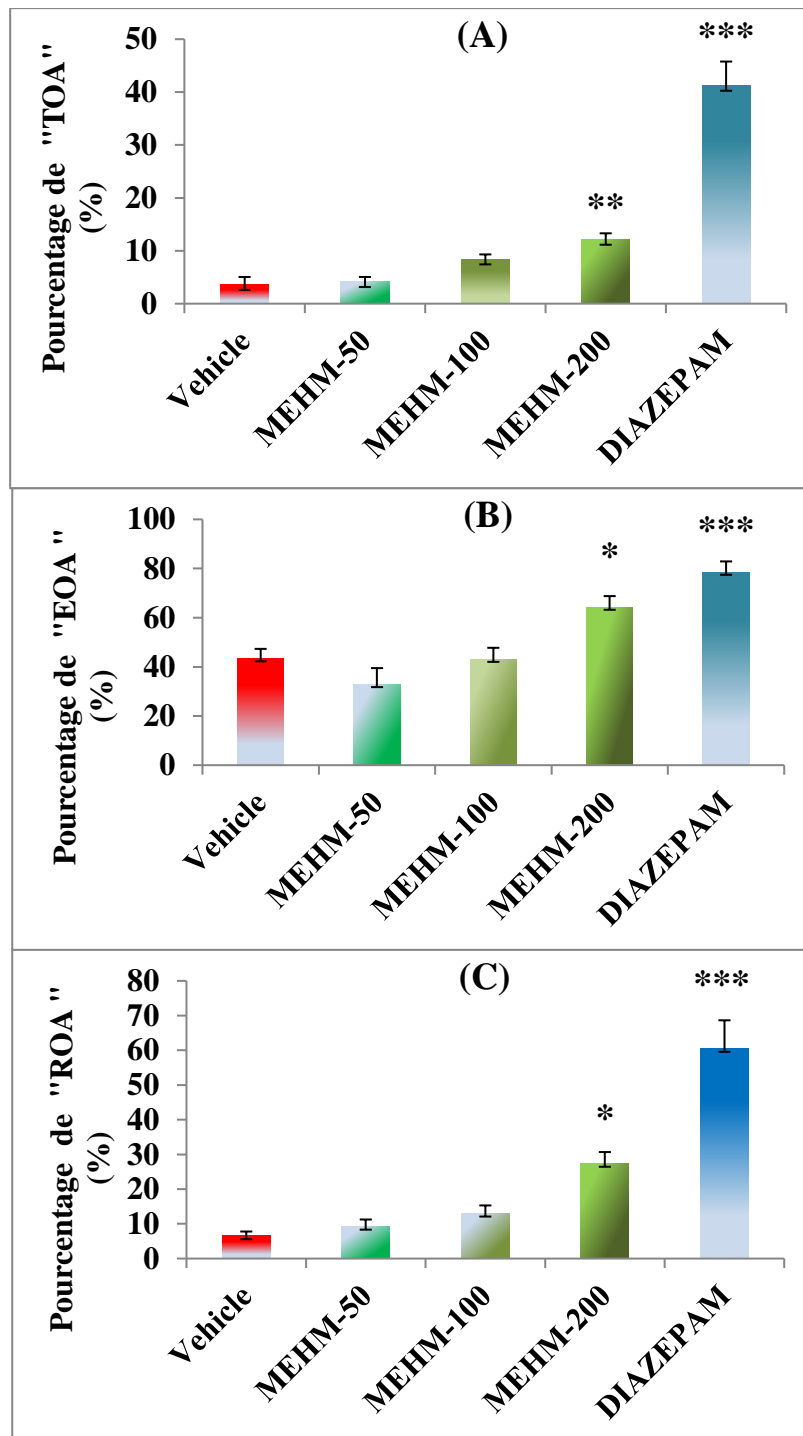 (A)
Pourcentage de "TOA"
(%)
50
40
30
20
10
0
**
***
Vehicle
MEHM-50
MEHM-100
MEHM-200
DIAZEPAM
(B)
Pourcentage de "EOA"
(%)
100
80
60
40
20
0
*
***
Vehicle
MEHM-50
MEHM-100
MEHM-200
DIAZEPAM
(C)
Pourcentage de "ROA"
(%)
80
70
60
50
40
30
20
10
0
*
***
Vehicle
MEHM-50
MEHM-100
MEHM-200
DIAZEPAM